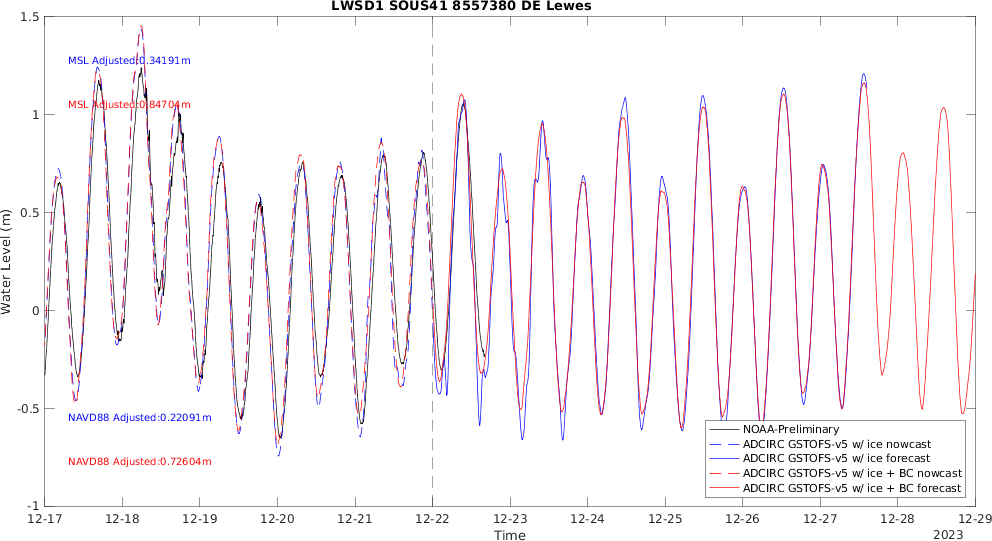 LWSD1 SOUS41 8557380 DE Lewes
1.5
1
0.5
0
-0.5
-1
Water Level (m)
MSL Adjusted:0.34191m
MSL Adjusted:0.84704m
NAVD88 Adjusted:0.22091m
NAVD88 Adjusted:0.72604m
NOAA-Preliminary
ADCIRC GSTOFS-v5 w/ ice nowcast
ADCIRC GSTOFS-v5 w/ ice forecast
ADCIRC GSTOFS-v5 w/ ice + BC nowcast
ADCIRC GSTOFS-v5 w/ ice + BC forecast
12-17 12-18 12-19 12-20 12-21 12-22 12-23 12-24 12-25 12-26 12-27 12-28 12-29
Time
2023